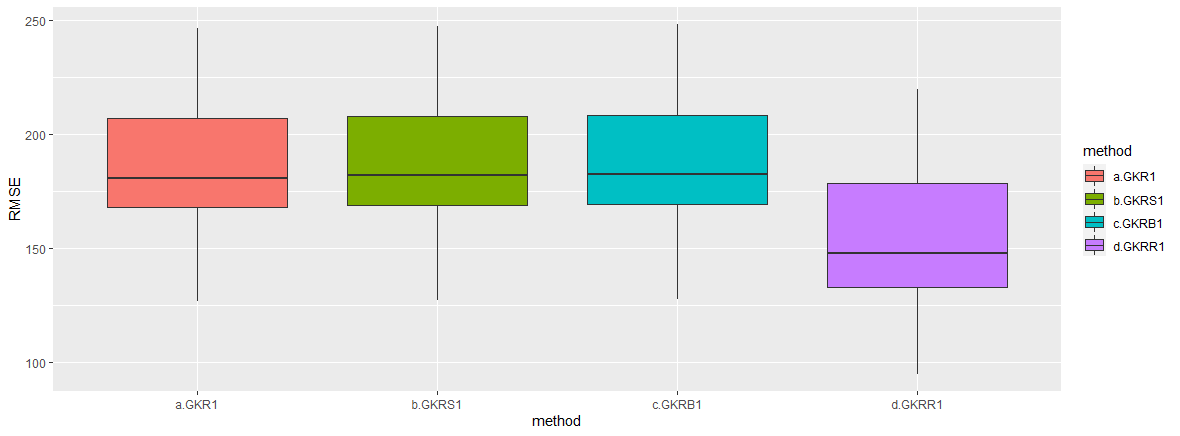 250
200
150
100
RMSE
a.GKR1
b.GKRS1
c.GKRB1
d.GKRR1
method
method
a.GKR1
b.GKRS1
c.GKRB1
d.GKRR1